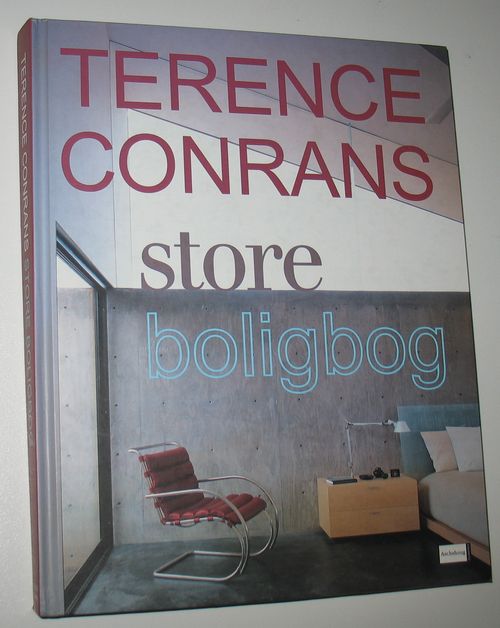 TERENCE
CONRANS
store
boligbog
Aschehoug
TERENCE CONRANS STORE BOLIGBOG